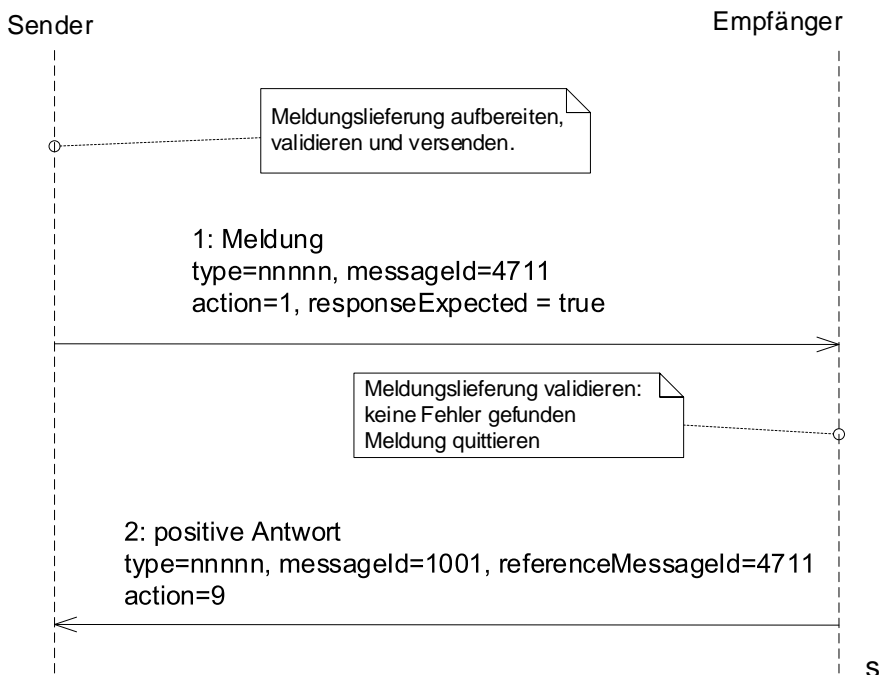 Sender
Empfänger
Meldungslieferung aufbereiten,
validieren und versenden.
1: Meldung
type=nnnnn, messageId=4711
action=1, responseExpected = true
Meldungslieferung validieren:
keine Fehler gefunden
Meldung quittieren
2: positive Antwort
type=nnnnn, messageId=1001, referenceMessageId=4711
action=9
s